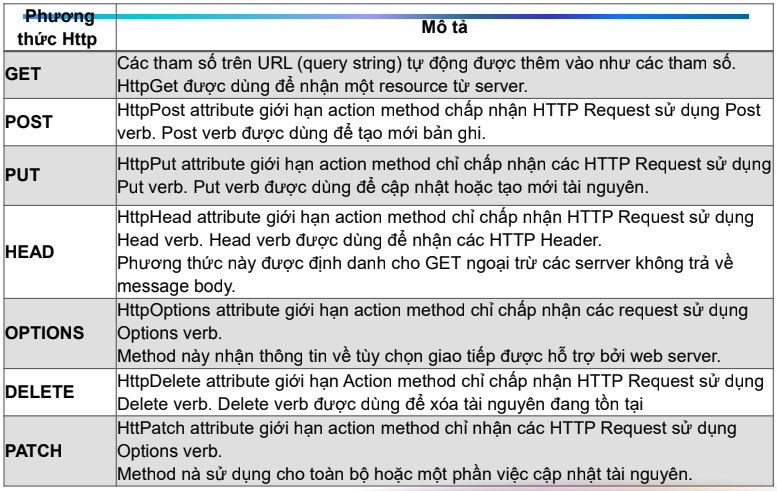 Phương thức Http
Mô tả
GET
Các tham số trên URL (query string) tự động được thêm vào như các tham số.
HttpGet được dùng để nhận một resource từ server.
POST
HttpPost attribute giới hạn action method chấp nhận HTTP Request sử dụng Post
verb. Post verb được dùng để tạo mới bản ghi.
PUT
HttpPut attribute giới hạn action method chỉ chấp nhận các HTTP Request sử dụng
Put verb. Put verb được dùng để cập nhật hoặc tạo mới tài nguyên.
HEAD
HttpHead attribute giới hạn action method chỉ chấp nhận HTTP Request sử dụng
Head verb. Head verb được dùng để nhận các HTTP Header.
Phương thức này được định danh cho GET ngoại trừ các serrver không trả về
message body.
OPTIONS
HttpOptions attribute giới hạn action method chỉ chấp nhận các request sử dụng
Options verb.
Method này nhận thông tin về tùy chọn giao tiếp được hỗ trợ bởi web server.
DELETE
HttpDelete attribute giới hạn Action method chỉ chấp nhận HTTP Request sử dụng
Delete verb. Delete verb được dùng để xóa tài nguyên đang tồn tại
PATCH
HttPatch attribute giới hạn action method chỉ nhận các HTTP Request sử dụng
Options verb.
Method nà sử dụng cho toàn bộ hoặc một phần việc cập nhật tài nguyên.